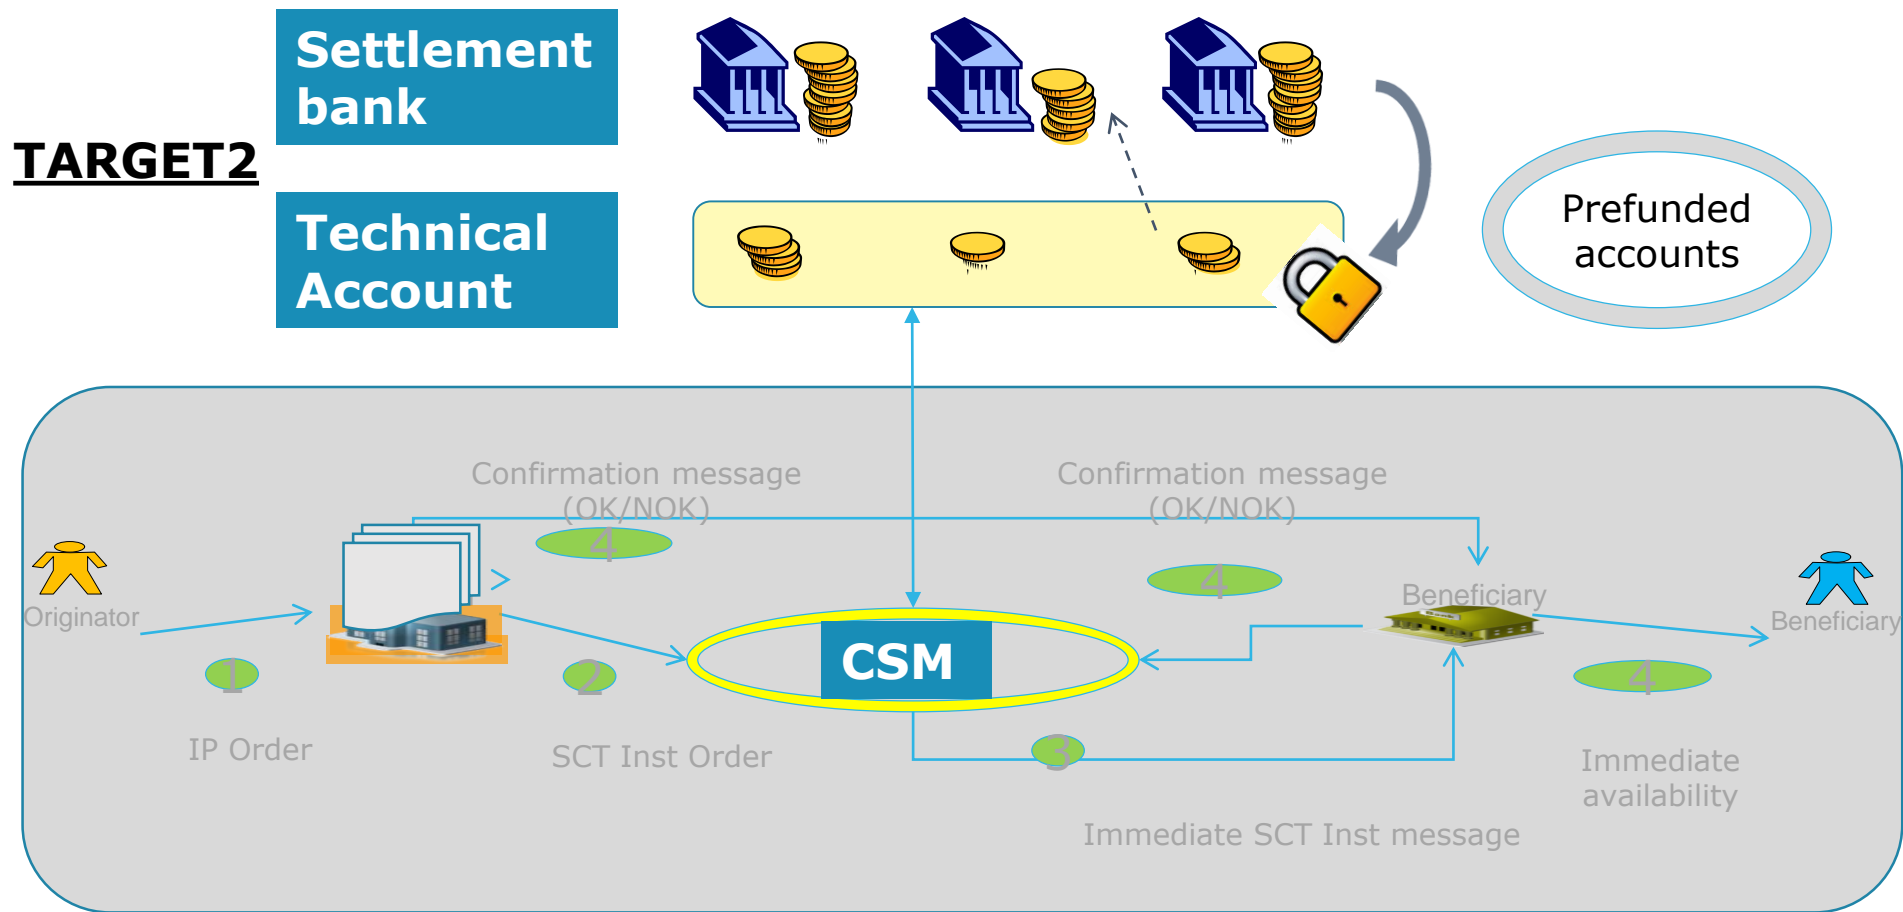 Settlement
bank
TARGET2
Technical
Account
Prefunded
accounts
Confirmation message
(OK/NOK)
Confirmation message
(OK/NOK)
4
4
Originator
Beneficiary
Beneficiary
CSM
1
2
4
IP Order
SCT Inst Order
3
Immediate
availability
Immediate SCT Inst message